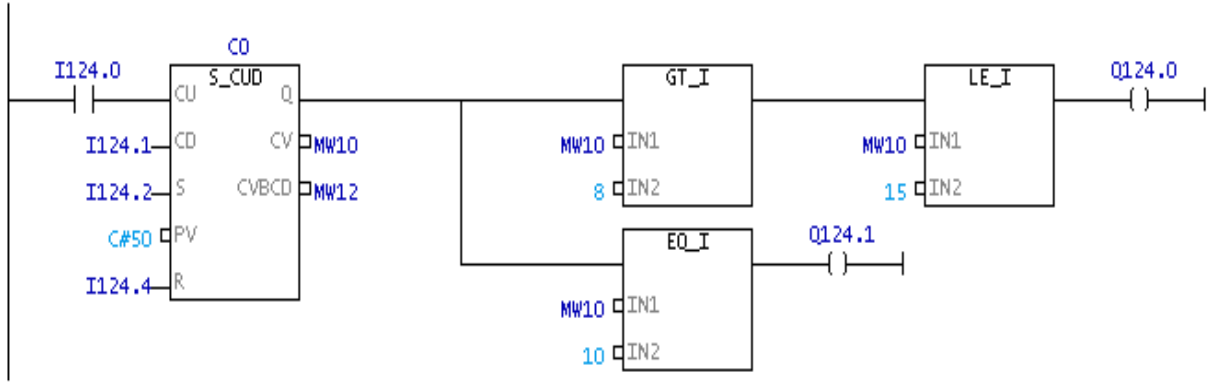 C0
I124.0
S_CUD
GT_I
LE_I
Q124.0
CU
Q
I124.1
CD
CV
MW10
MW10
IN1
MW10
IN1
I124.2
S
CVBCD
MW12
8
IN2
15
IN2
C#50
PV
EQ_I
Q124.1
I124.4
R
MW10
IN1
10
IN2